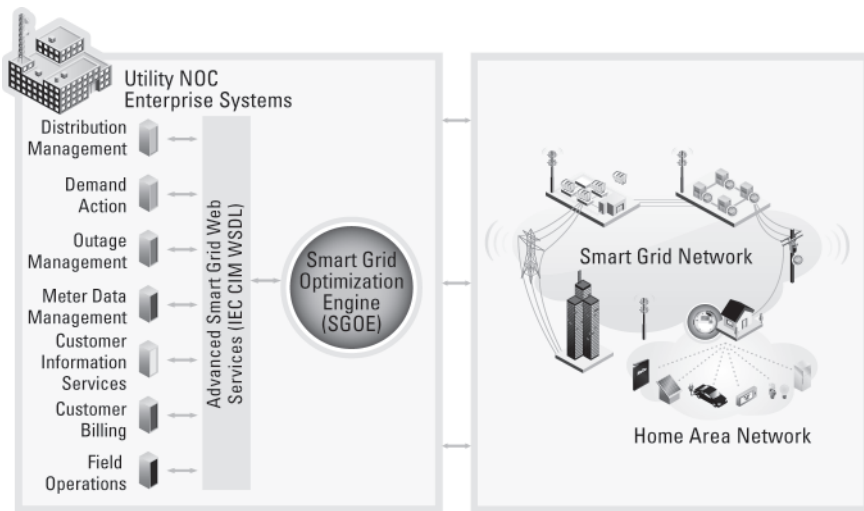 Utility NOC
Enterprise Systems
Distribution
Management
Demand
Action
Outage
Management
Meter Data
Management
Customer
Information
Services
Customer
Billing
Field
Operations
Advanced Smart Grid Web
Services (IEC CIM WSDL)
Smart Grid
Optimization
Engine
(SGOE)
Smart Grid Network
Home Area Network